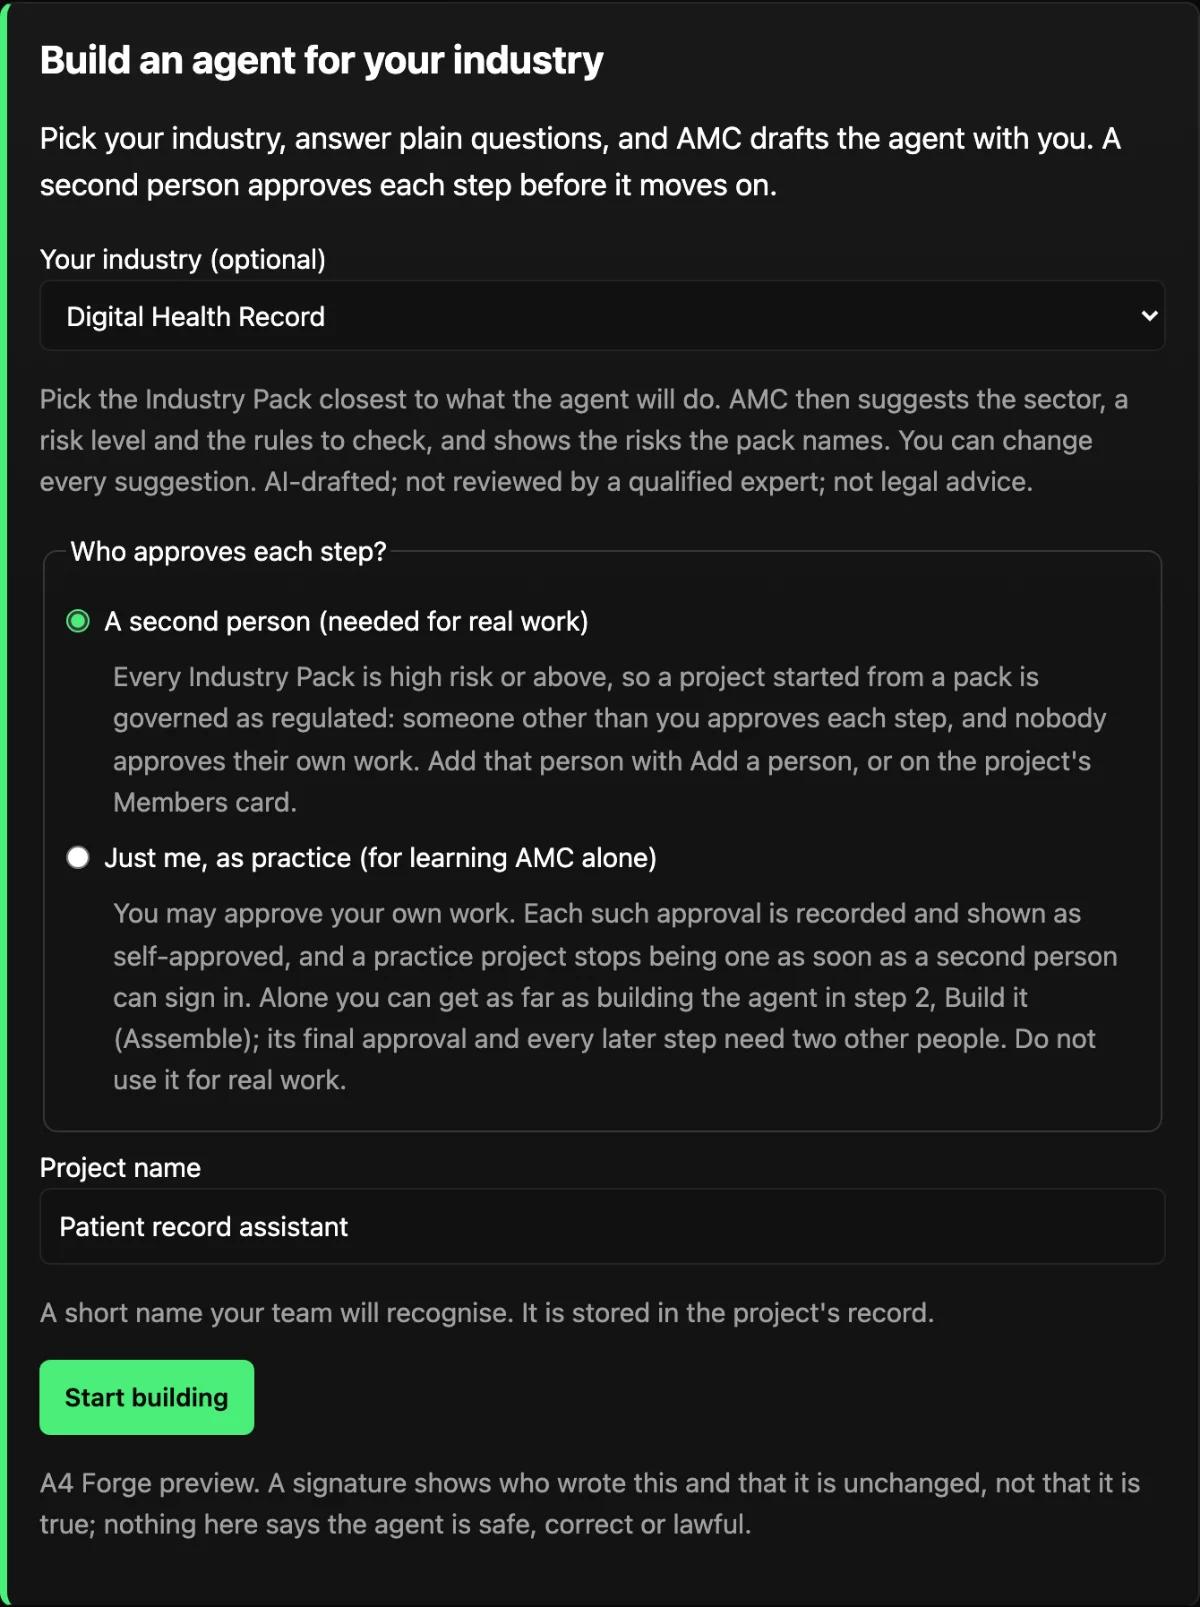 Build an agent for your industry
Pick your industry, answer plain questions, and AMC drafts the agent with you. A
second person approves each step before it moves on.
Your industry (optional)
Digital Health Record
Pick the Industry Pack closest to what the agent will do. AMC then suggests the sector, a
risk level and the rules to check, and shows the risks the pack names. You can change
every suggestion. AI-drafted; not reviewed by a qualified expert; not legal advice.
Who approves each step?
A second person (needed for real work)
Every Industry Pack is high risk or above, so a project started from a pack is
governed as regulated: someone other than you approves each step, and nobody
approves their own work. Add that person with Add a person, or on the project's
Members card.
Just me, as practice (for learning AMC alone)
You may approve your own work. Each such approval is recorded and shown as
self-approved, and a practice project stops being one as soon as a second person
can sign in. Alone you can get as far as building the agent in step 2, Build it
(Assemble); its final approval and every later step need two other people. Do not
use it for real work.
Project name
Patient record assistant
A short name your team will recognise. It is stored in the project's record.
Start building
A4 Forge preview. A signature shows who wrote this and that it is unchanged, not that it is
true; nothing here says the agent is safe, correct or lawful.